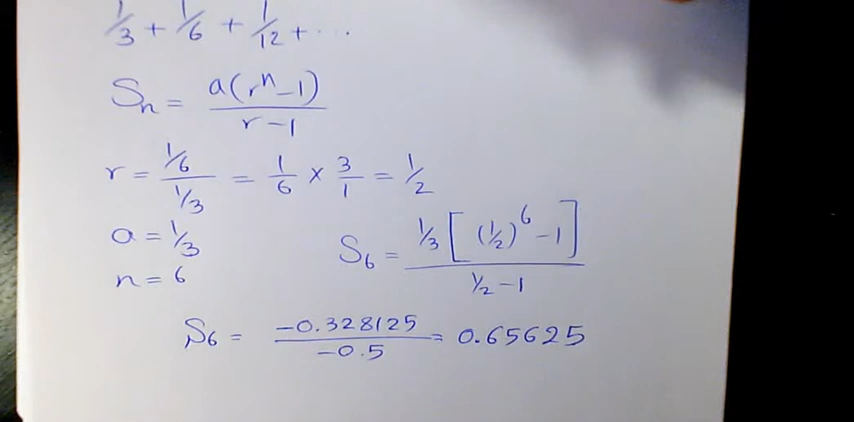 1/3 + 1/6 + 1/12 + ...
Sn = a(r^n - 1) / r - 1
r = 1/6 / 1/3 = 1/6 × 3/1 = 1/2
a = 1/3
n = 6
S6 = 1/3 [ (1/2)^6 - 1 ] / 1/2 - 1
S6 = -0.328125 / -0.5 = 0.65625